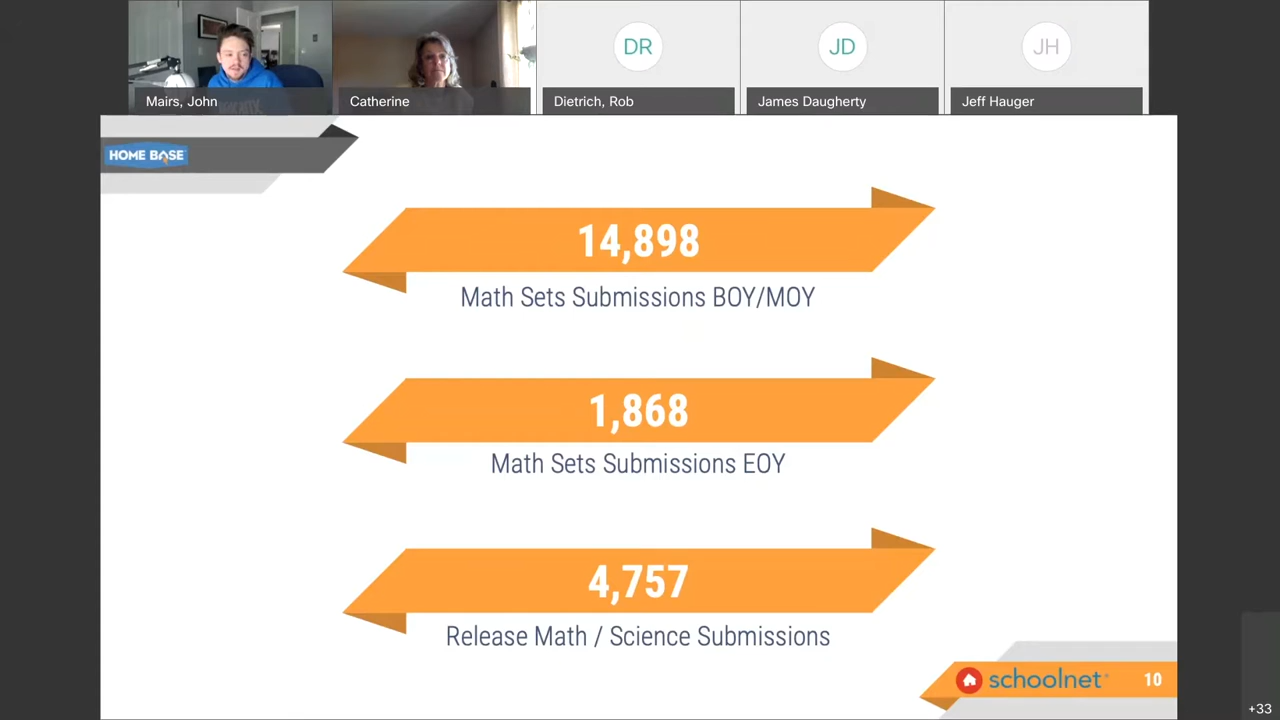 DR
JD
JH
Mairs, John
Catherine
Dietrich, Rob
James Daugherty
Jeff Hauger
HOME BASE
14,898
Math Sets Submissions BOY/MOY
1,868
Math Sets Submissions EOY
4,757
Release Math / Science Submissions
schoolnet
10
+33